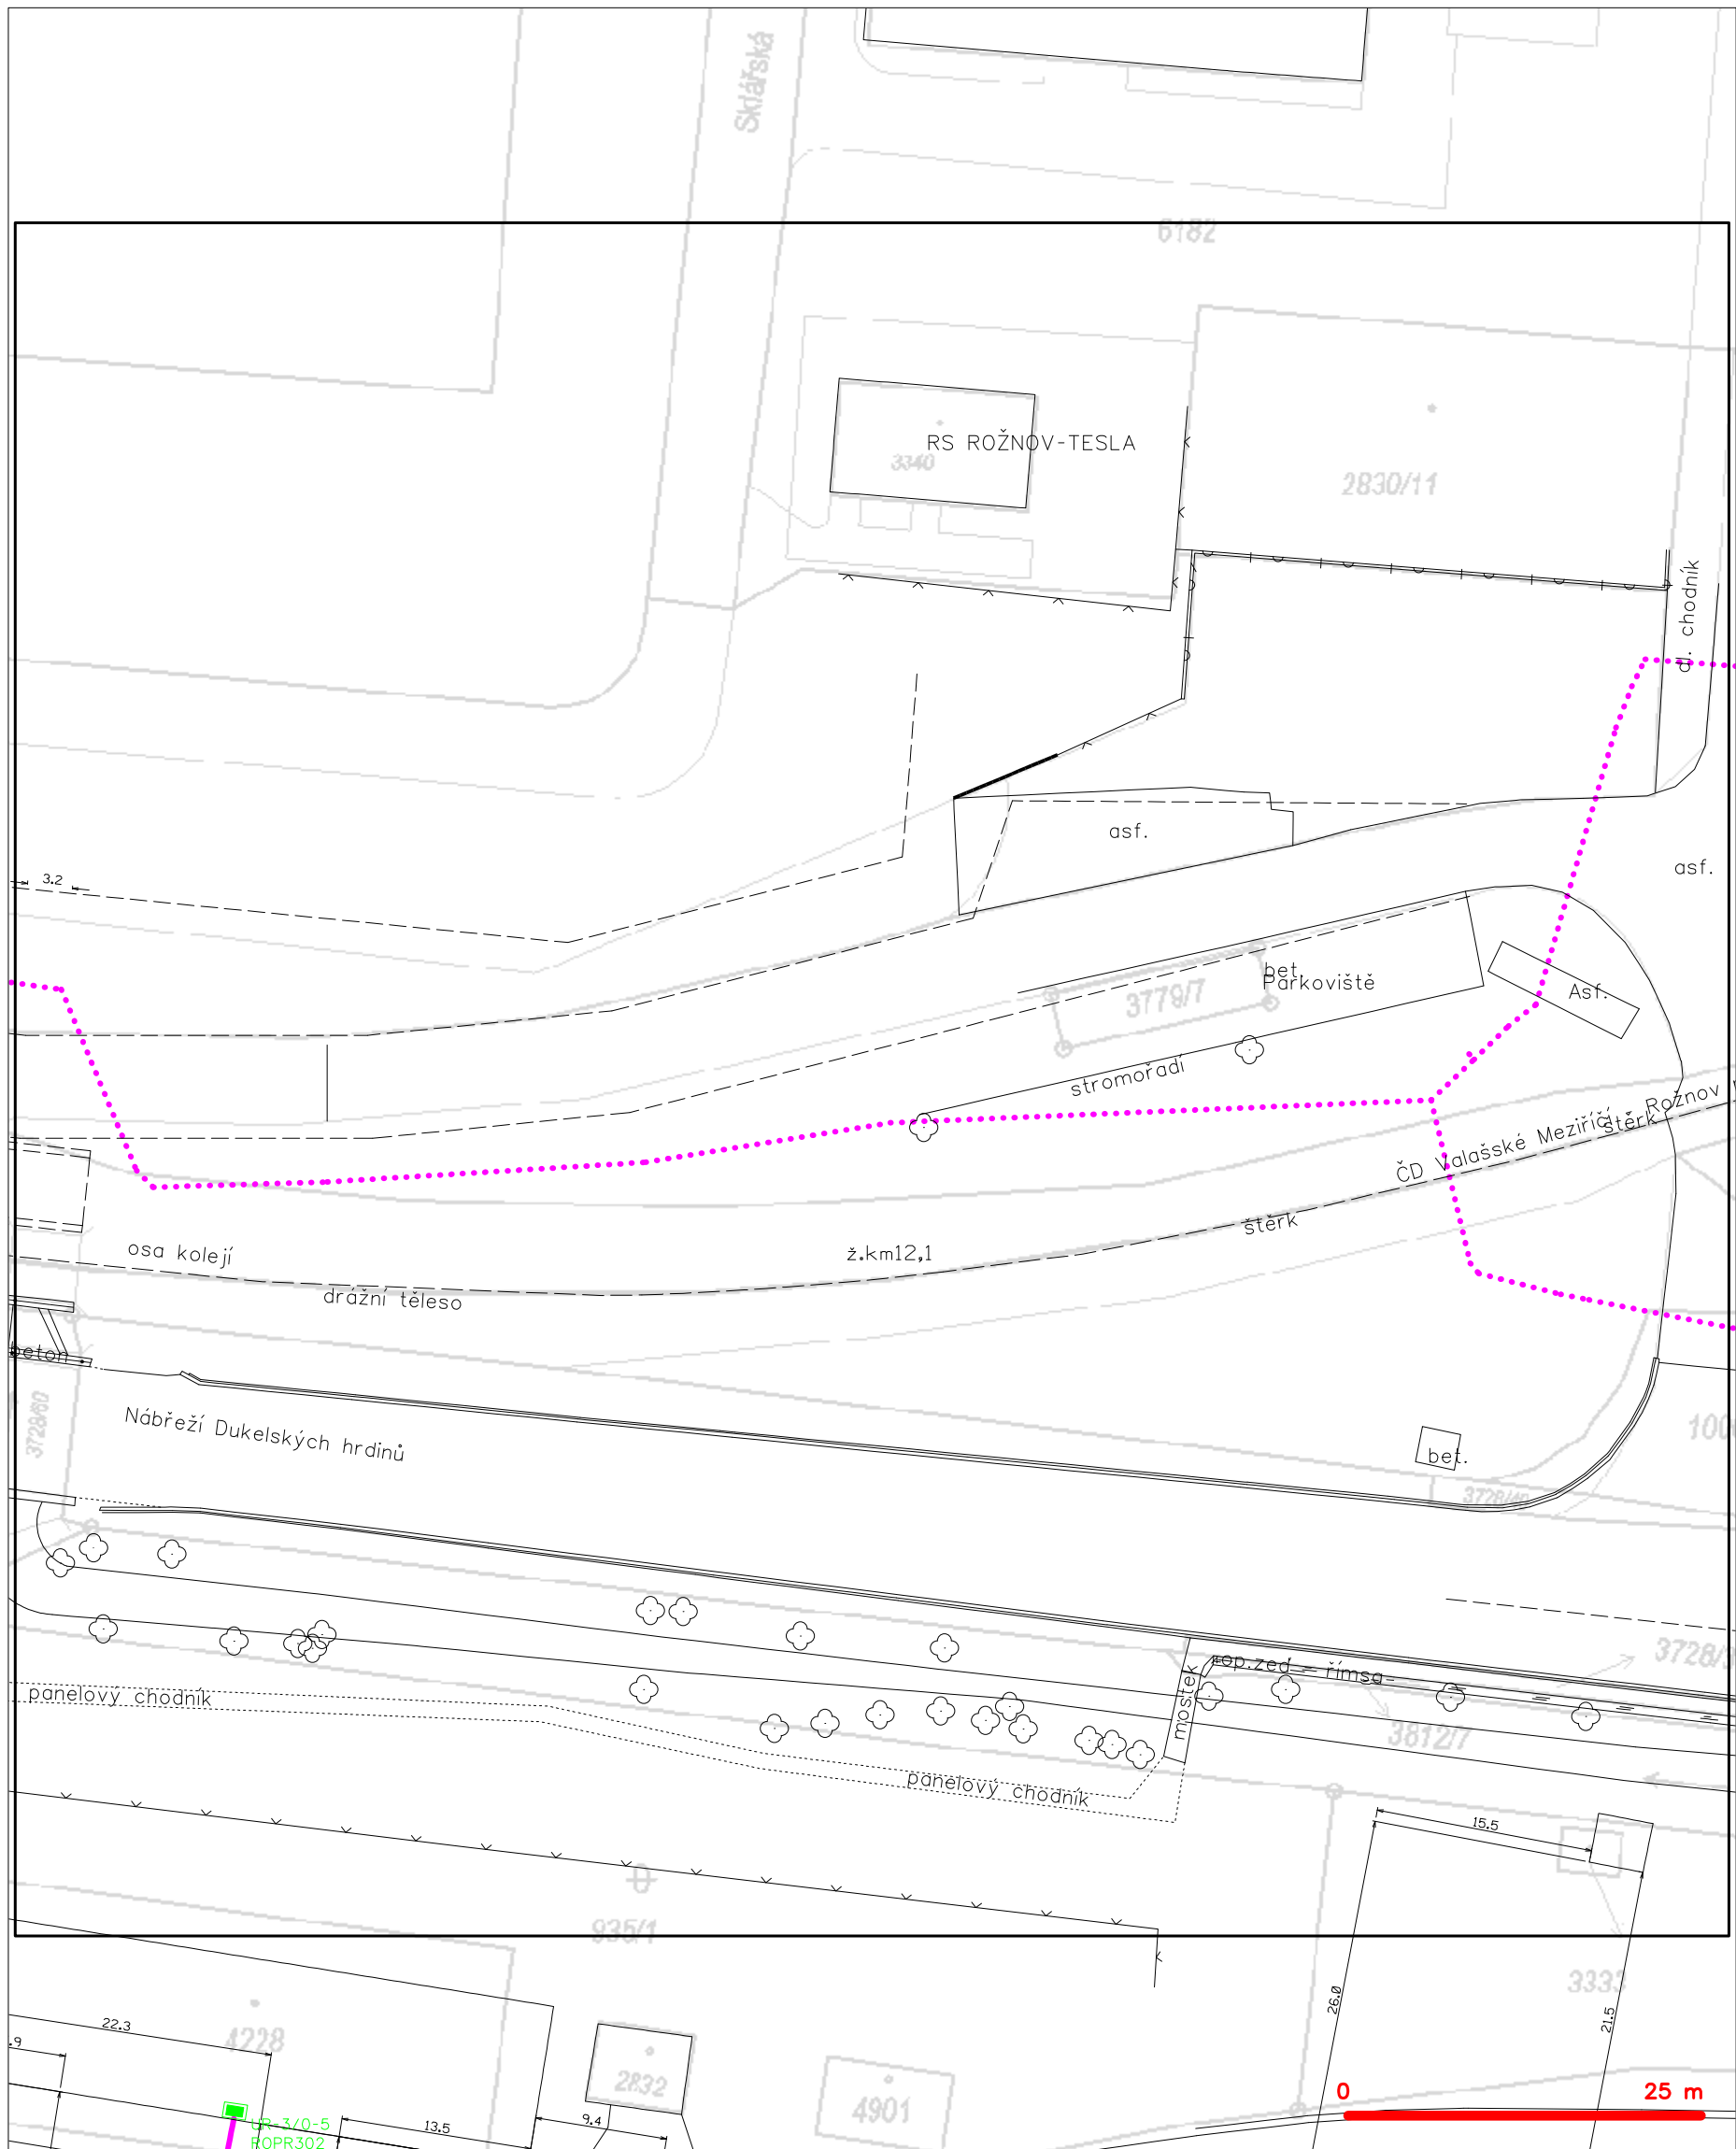 Sklářská
6182
RS ROŽNOV-TESLA
3340
2830/11
chodník
asf.
asf.
3.2
bet.
Parkoviště
3779/7
Asf.
stromořadí
ČD Valašské Meziříčí
Rožnov
štěrk
štěrk
osa kolejí
ž.km12,1
drážní těleso
beton
3728/60
Nábřeží Dukelských hrdinů
bet.
3728/40
mostek
op.zeď - římsa
panelový chodník
3812/7
panelový chodník
15.5
935/1
26.0
21.5
3333
22.3
.9
4228
2832
4901
0
25 m
UR-3/0-5
ROPR302
13.5
9.4